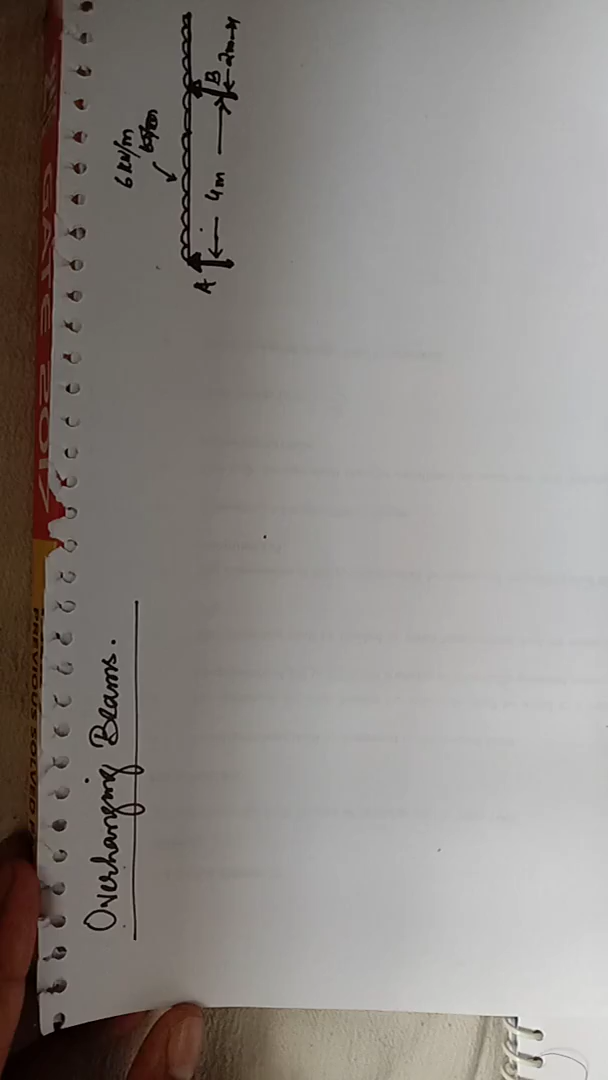 Overhanging Beams.
6 kN/m
A
4m
B
2m
GATE 2017
PREVIOUS SOLVED